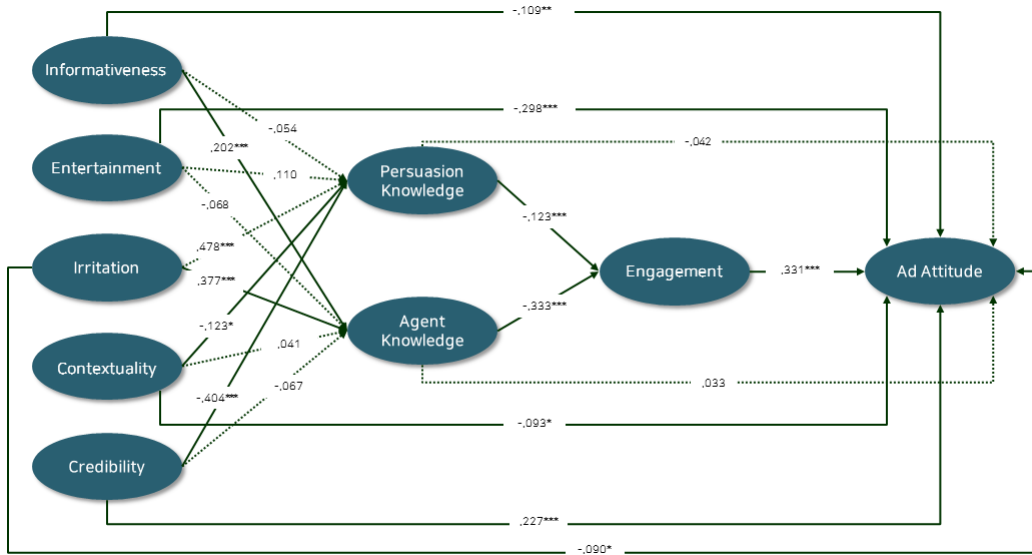 -,109**
Informativeness
-,298***
-,054
,202***
-,042
Entertainment
,110
Persuasion
Knowledge
-,068
-,123***
,478***
Irritation
,377***
Engagement
,331***
Ad Attitude
-,333***
-,123*
Agent
Knowledge
,041
Contextuality
-,067
,033
-,404***
-,093*
Credibility
,227***
-,090*